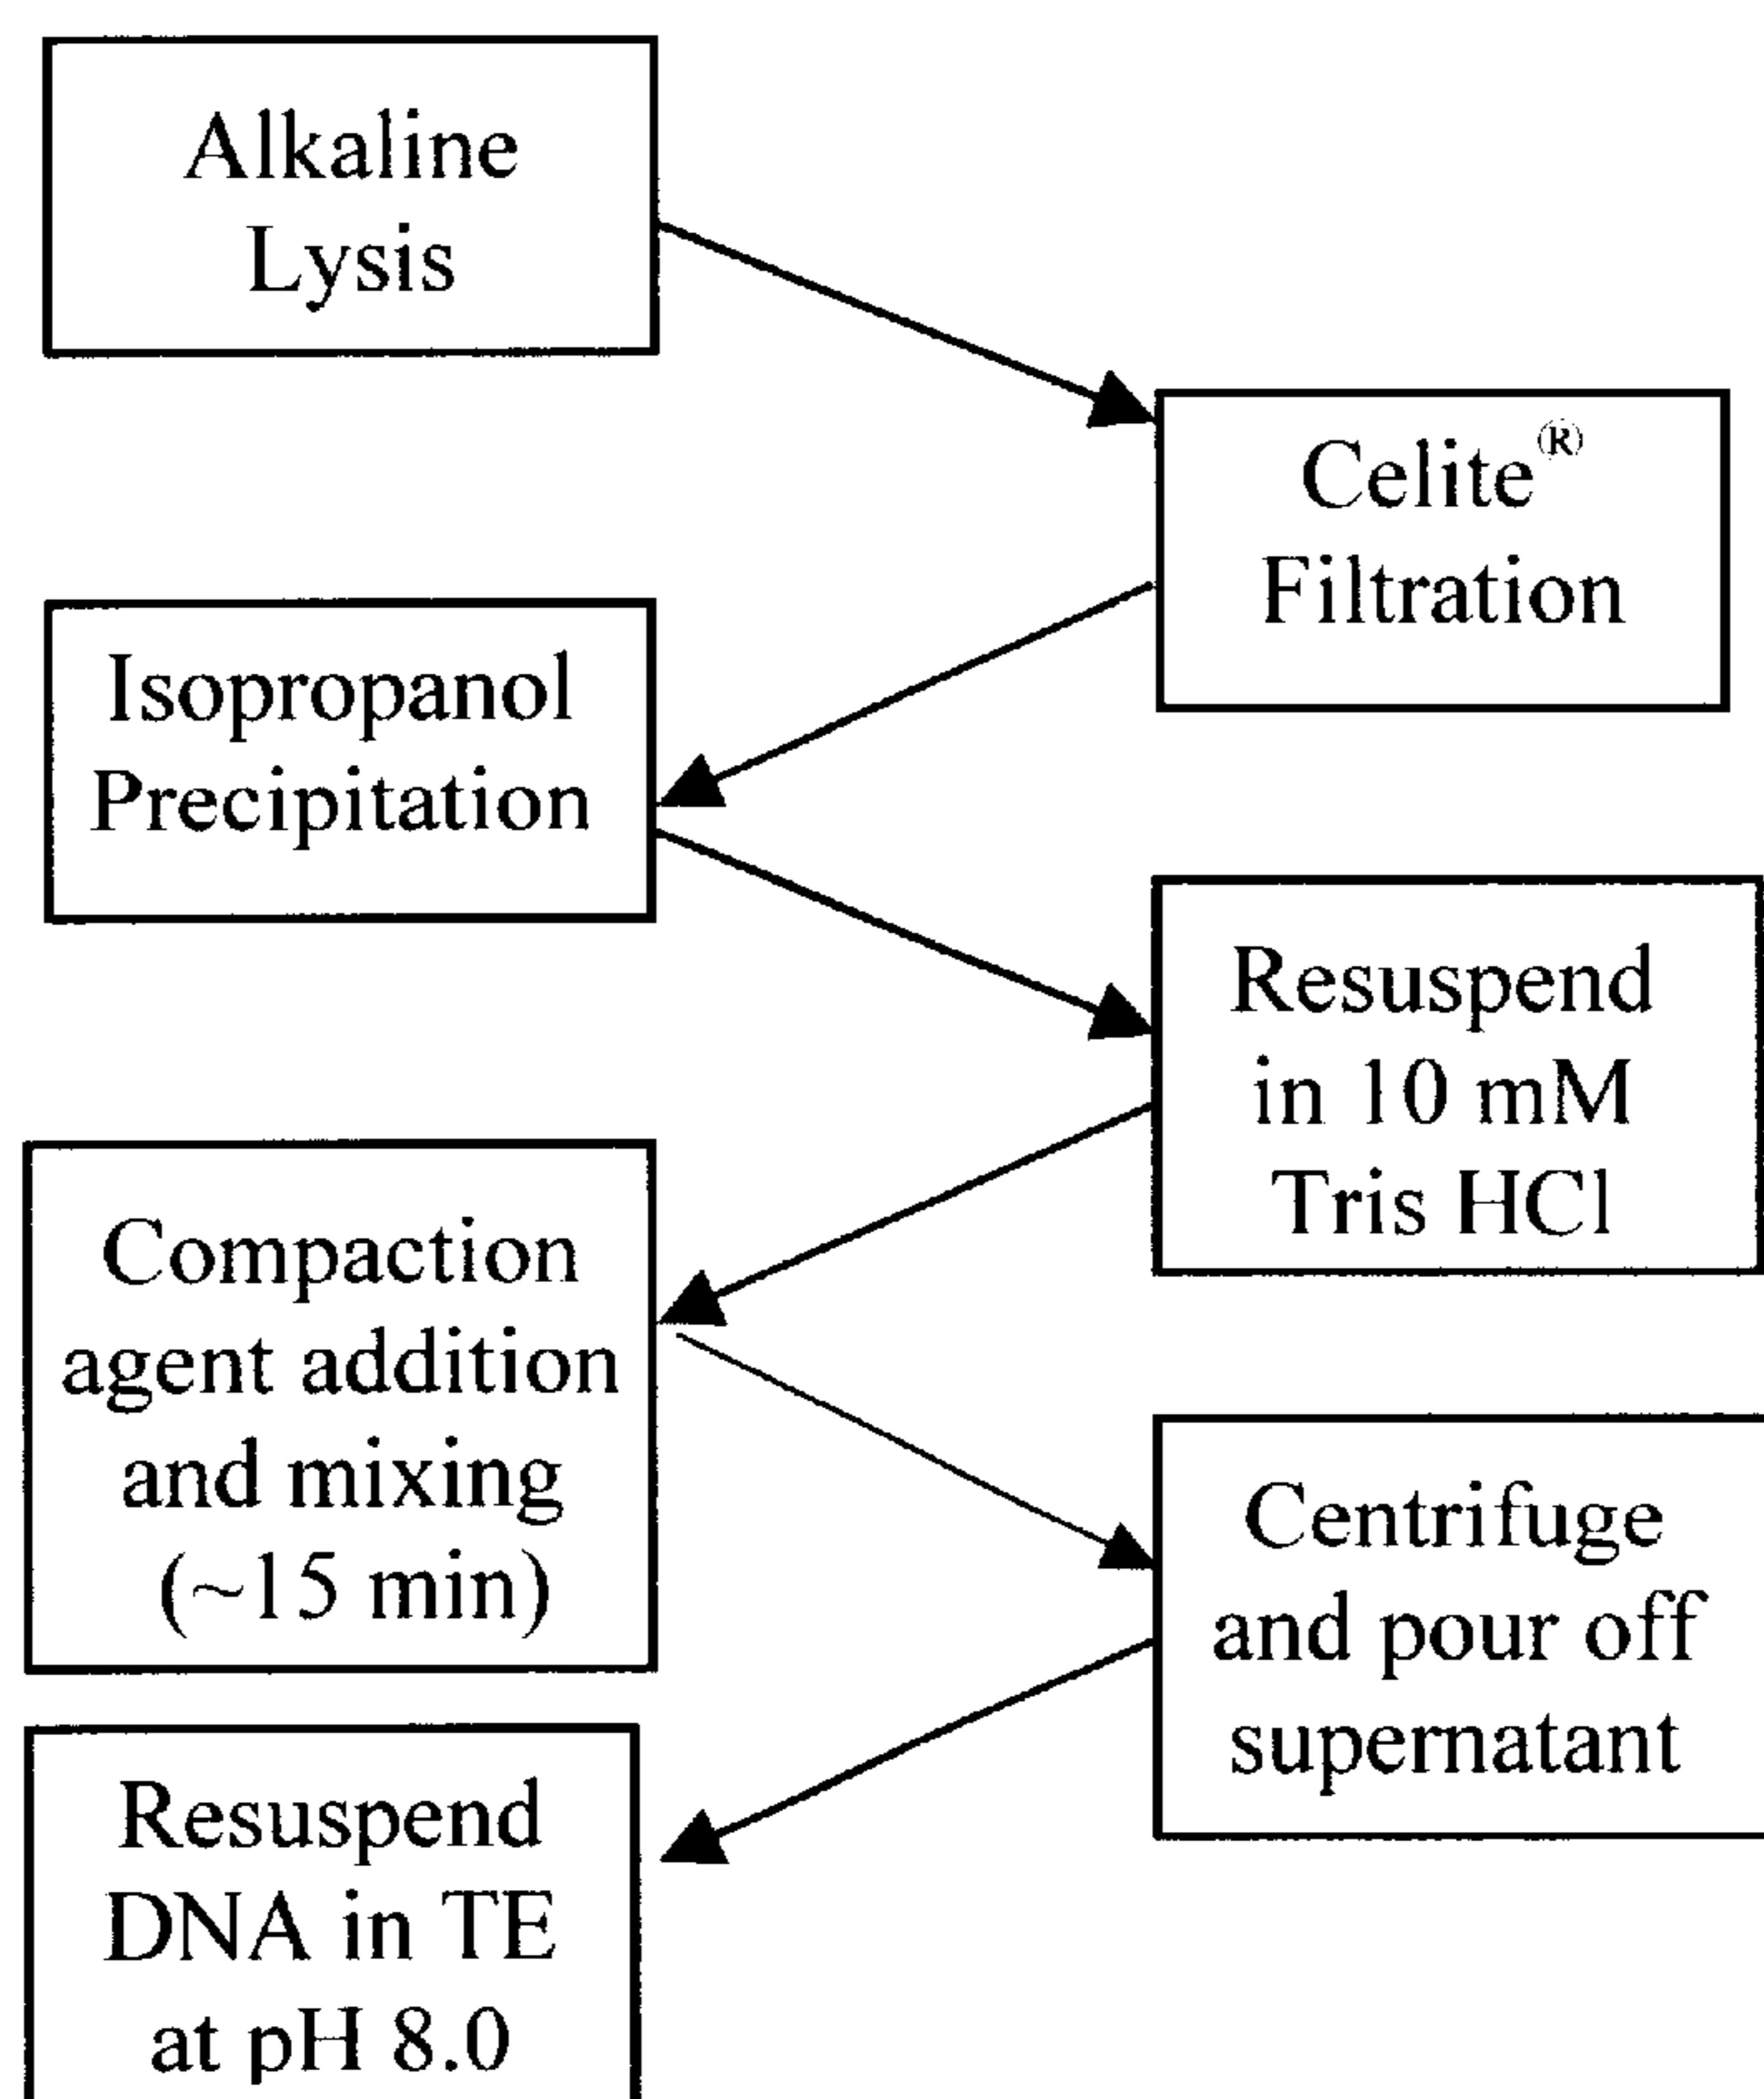 Alkaline
Lysis
Celite®
Filtration
Isopropanol
Precipitation
Resuspend
in 10 mM
Tris HCl
Compaction
agent addition
and mixing
(~15 min)
Centrifuge
and pour off
supernatant
Resuspend
DNA in TE
at pH 8.0